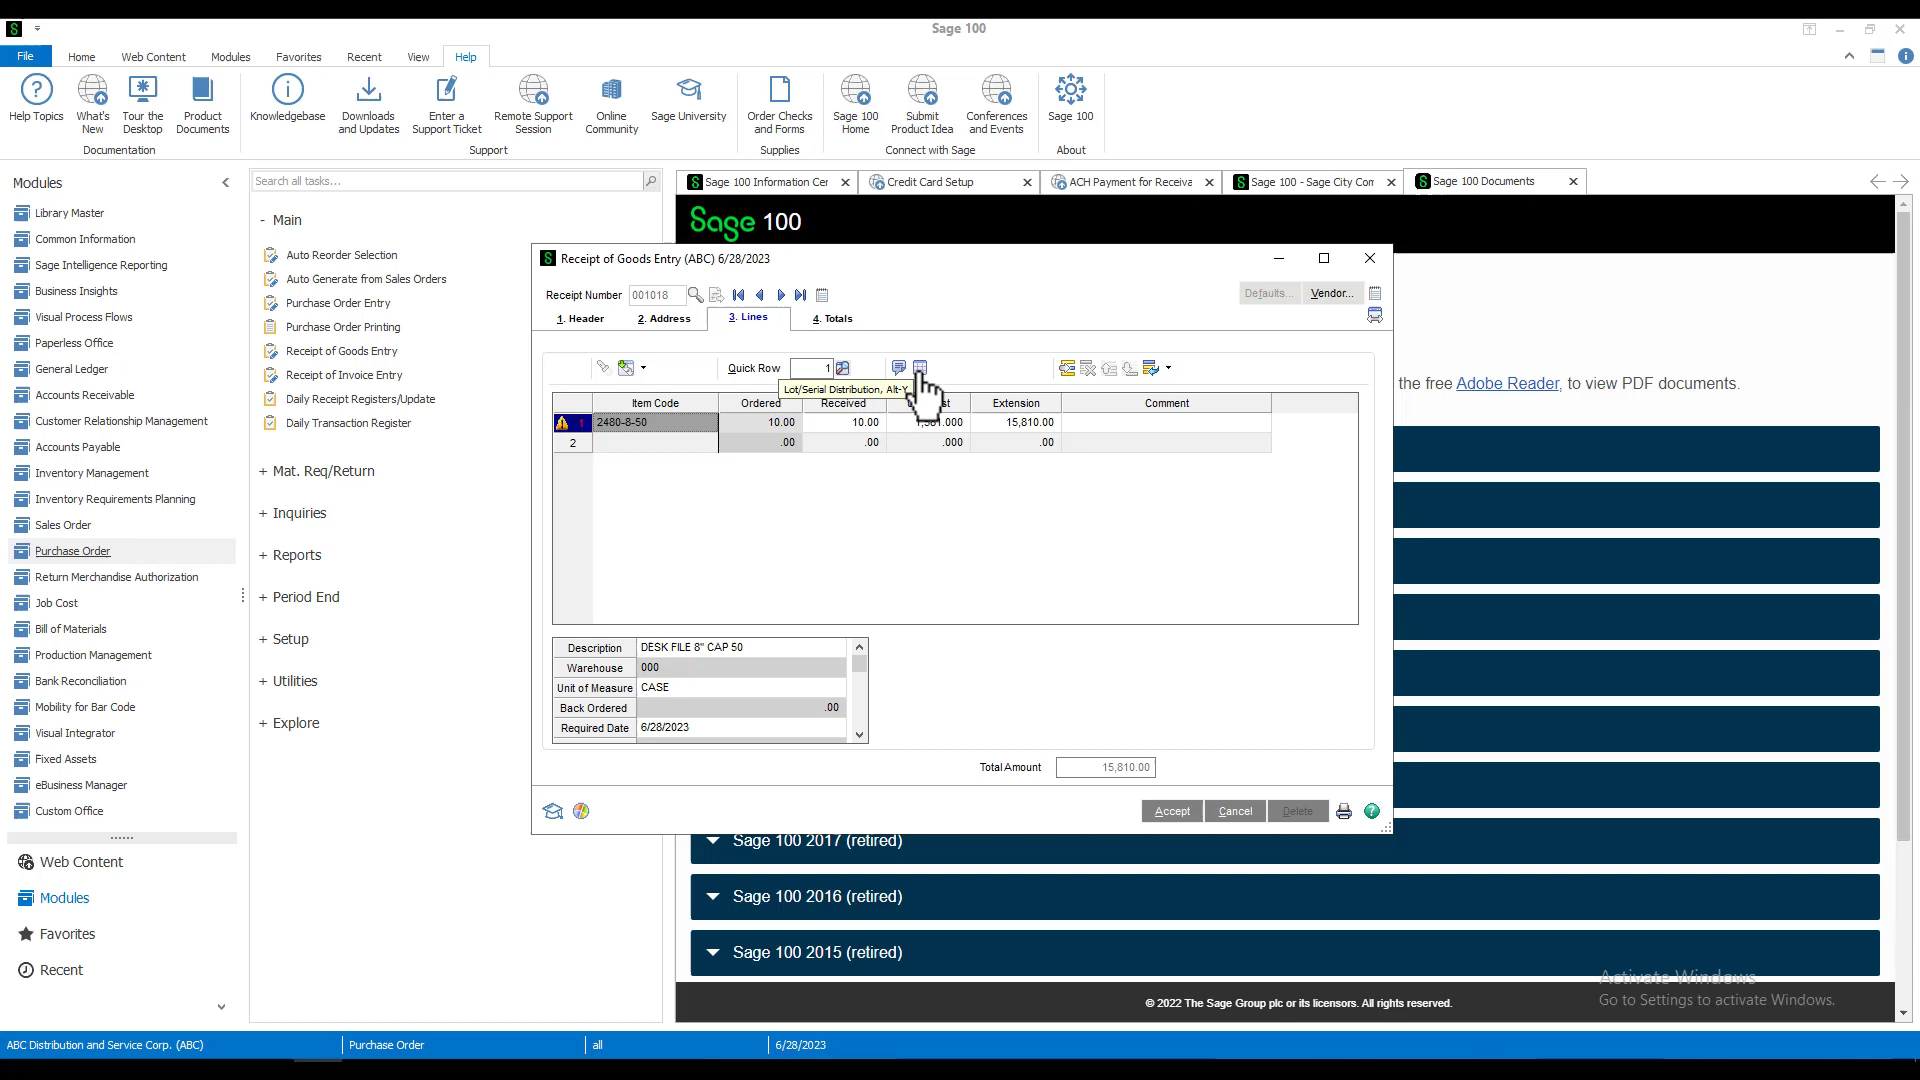 Sage 100
File
Home
Web Content
Modules
Favorites
Recent
View
Help
Help Topics
What's New
Tour the Desktop
Product Documents
Documentation
Knowledgebase
Downloads and Updates
Enter a Support Ticket
Remote Support Session
Online Community
Sage University
Support
Order Checks and Forms
Supplies
Sage 100 Home
Submit Product Idea
Conferences and Events
Connect with Sage
Sage 100
About
Modules
Library Master
Common Information
Sage Intelligence Reporting
Business Insights
Visual Process Flows
Paperless Office
General Ledger
Accounts Receivable
Customer Relationship Management
Accounts Payable
Inventory Management
Inventory Requirements Planning
Sales Order
Purchase Order
Return Merchandise Authorization
Job Cost
Bill of Materials
Production Management
Bank Reconciliation
Mobility for Bar Code
Visual Integrator
Fixed Assets
eBusiness Manager
Custom Office
Web Content
Modules
Favorites
Recent
Search all tasks...
- Main
Auto Reorder Selection
Auto Generate from Sales Orders
Purchase Order Entry
Purchase Order Printing
Receipt of Goods Entry
Receipt of Invoice Entry
Daily Receipt Registers/Update
Daily Transaction Register
+ Mat. Req/Return
+ Inquiries
+ Reports
+ Period End
+ Setup
+ Utilities
+ Explore
Sage 100 Information Cer
Credit Card Setup
ACH Payment for Receiva
Sage 100 - Sage City Com
Sage 100 Documents
Sage 100
Receipt of Goods Entry (ABC) 6/28/2023
Receipt Number 001018
Defaults...
Vendor...
1. Header
2. Address
3. Lines
4. Totals
Quick Row 1
Lot/Serial Distribution, Alt-Y
Item Code Ordered Received Extension Comment
1 2480-8-50 10.00 10.00 15,810.00
2 .00 .00 .000 .00
Description DESK FILE 8" CAP 50
Warehouse 000
Unit of Measure CASE
Back Ordered .00
Required Date 6/28/2023
Total Amount 15,810.00
Accept
Cancel
Delete
the free Adobe Reader, to view PDF documents.
Sage 100 2017 (retired)
Sage 100 2016 (retired)
Sage 100 2015 (retired)
Activate Windows
Go to Settings to activate Windows.
© 2022 The Sage Group plc or its licensors. All rights reserved.
ABC Distribution and Service Corp. (ABC)
Purchase Order
all
6/28/2023